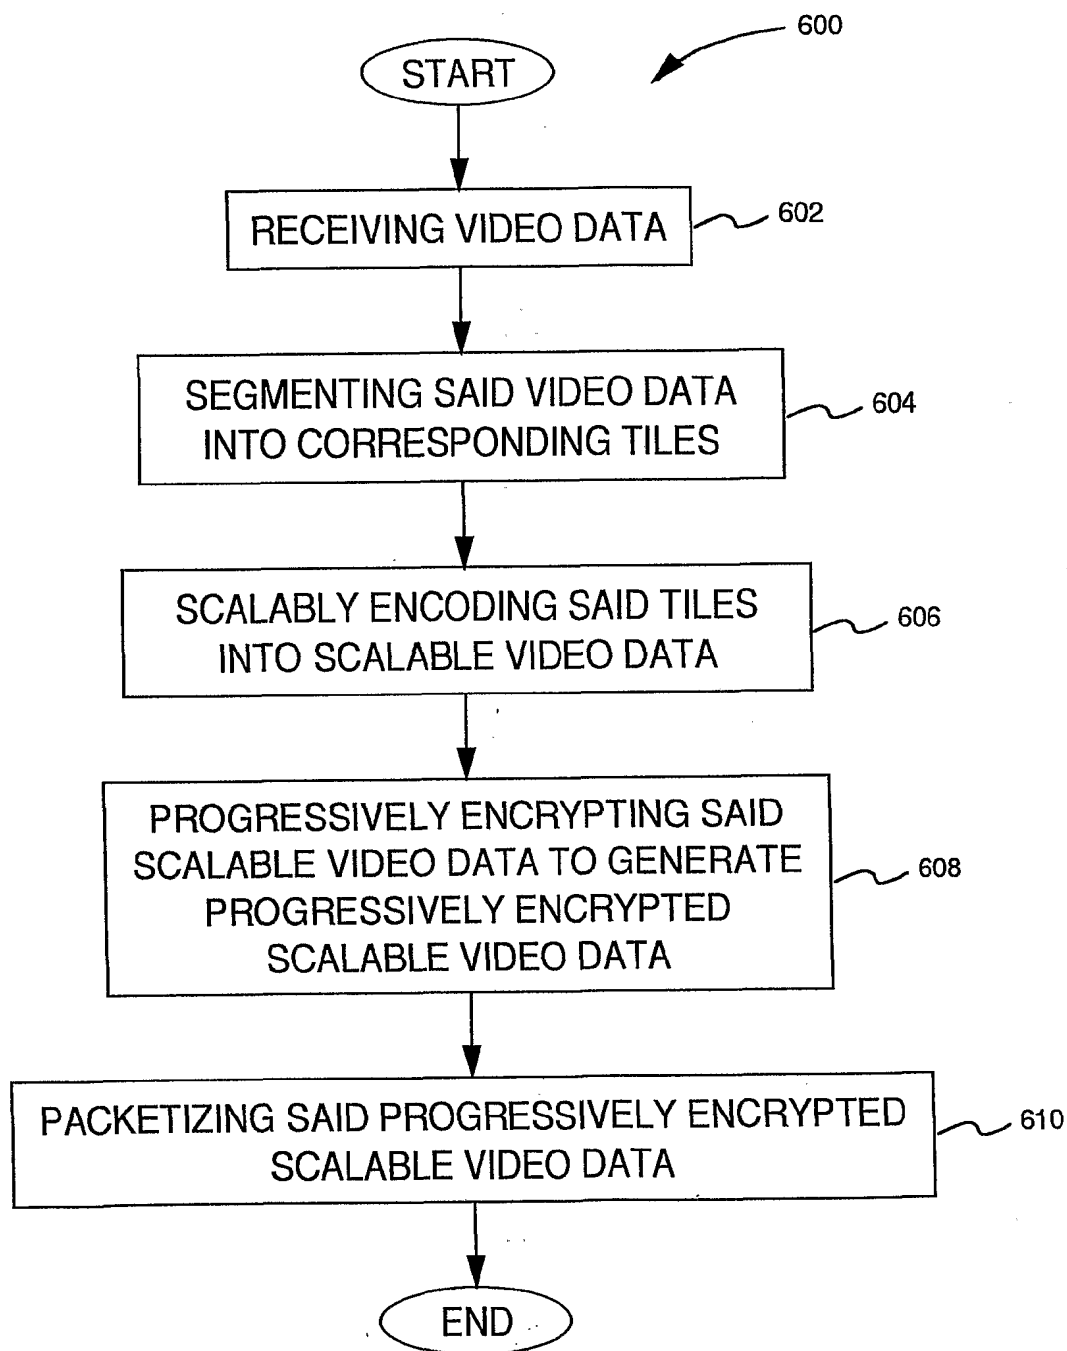 600
START
RECEIVING VIDEO DATA
602
SEGMENTING SAID VIDEO DATA
INTO CORRESPONDING TILES
604
SCALABLY ENCODING SAID TILES
INTO SCALABLE VIDEO DATA
606
PROGRESSIVELY ENCRYPTING SAID
SCALABLE VIDEO DATA TO GENERATE
PROGRESSIVELY ENCRYPTED
SCALABLE VIDEO DATA
608
PACKETIZING SAID PROGRESSIVELY ENCRYPTED
SCALABLE VIDEO DATA
610
END